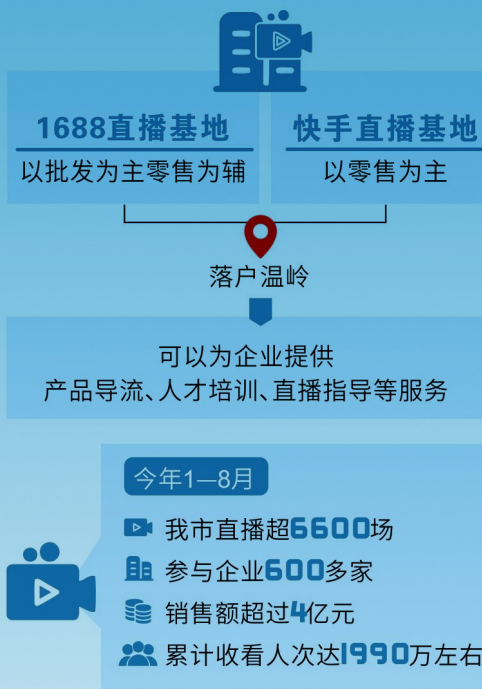 1688直播基地
以批发为主零售为辅
快手直播基地
以零售为主
落户温岭
可以为企业提供
产品导流、人才培训、直播指导等服务
今年1—8月
我市直播超6600场
参与企业600多家
销售额超过4亿元
累计收看人次达1990万左右